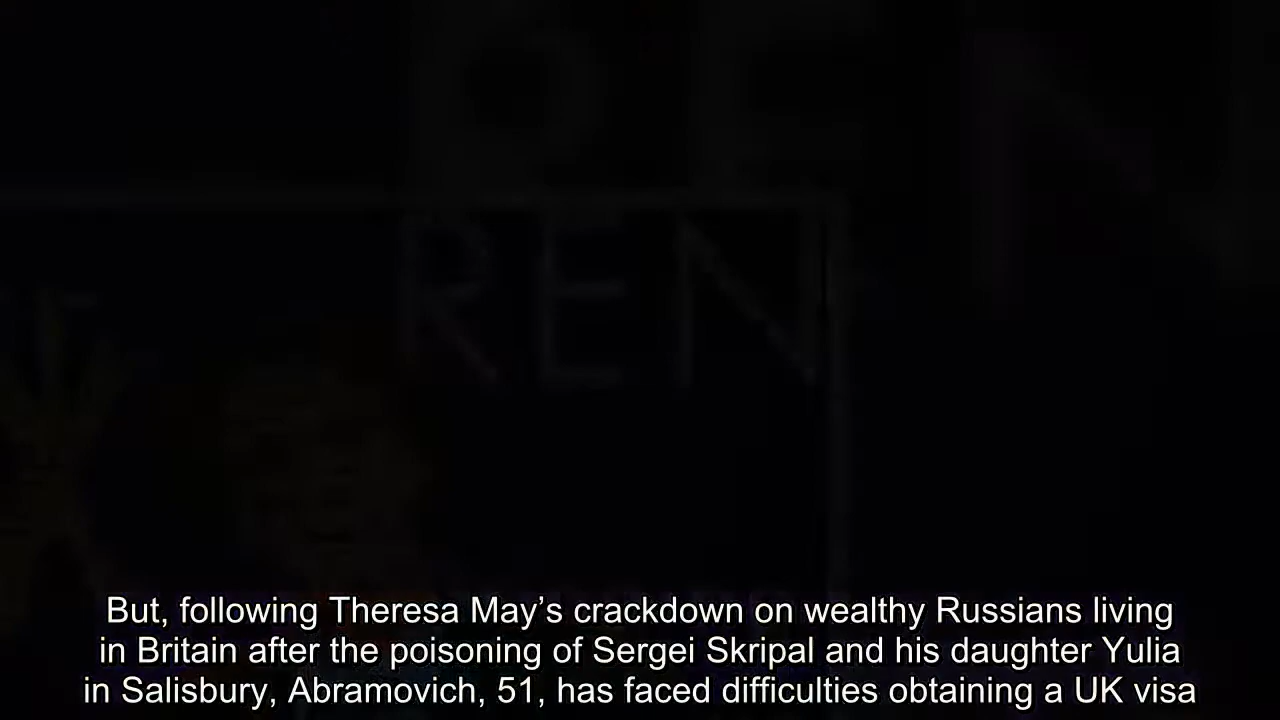 REN
But, following Theresa May’s crackdown on wealthy Russians living
in Britain after the poisoning of Sergei Skripal and his daughter Yulia
in Salisbury, Abramovich, 51, has faced difficulties obtaining a UK visa